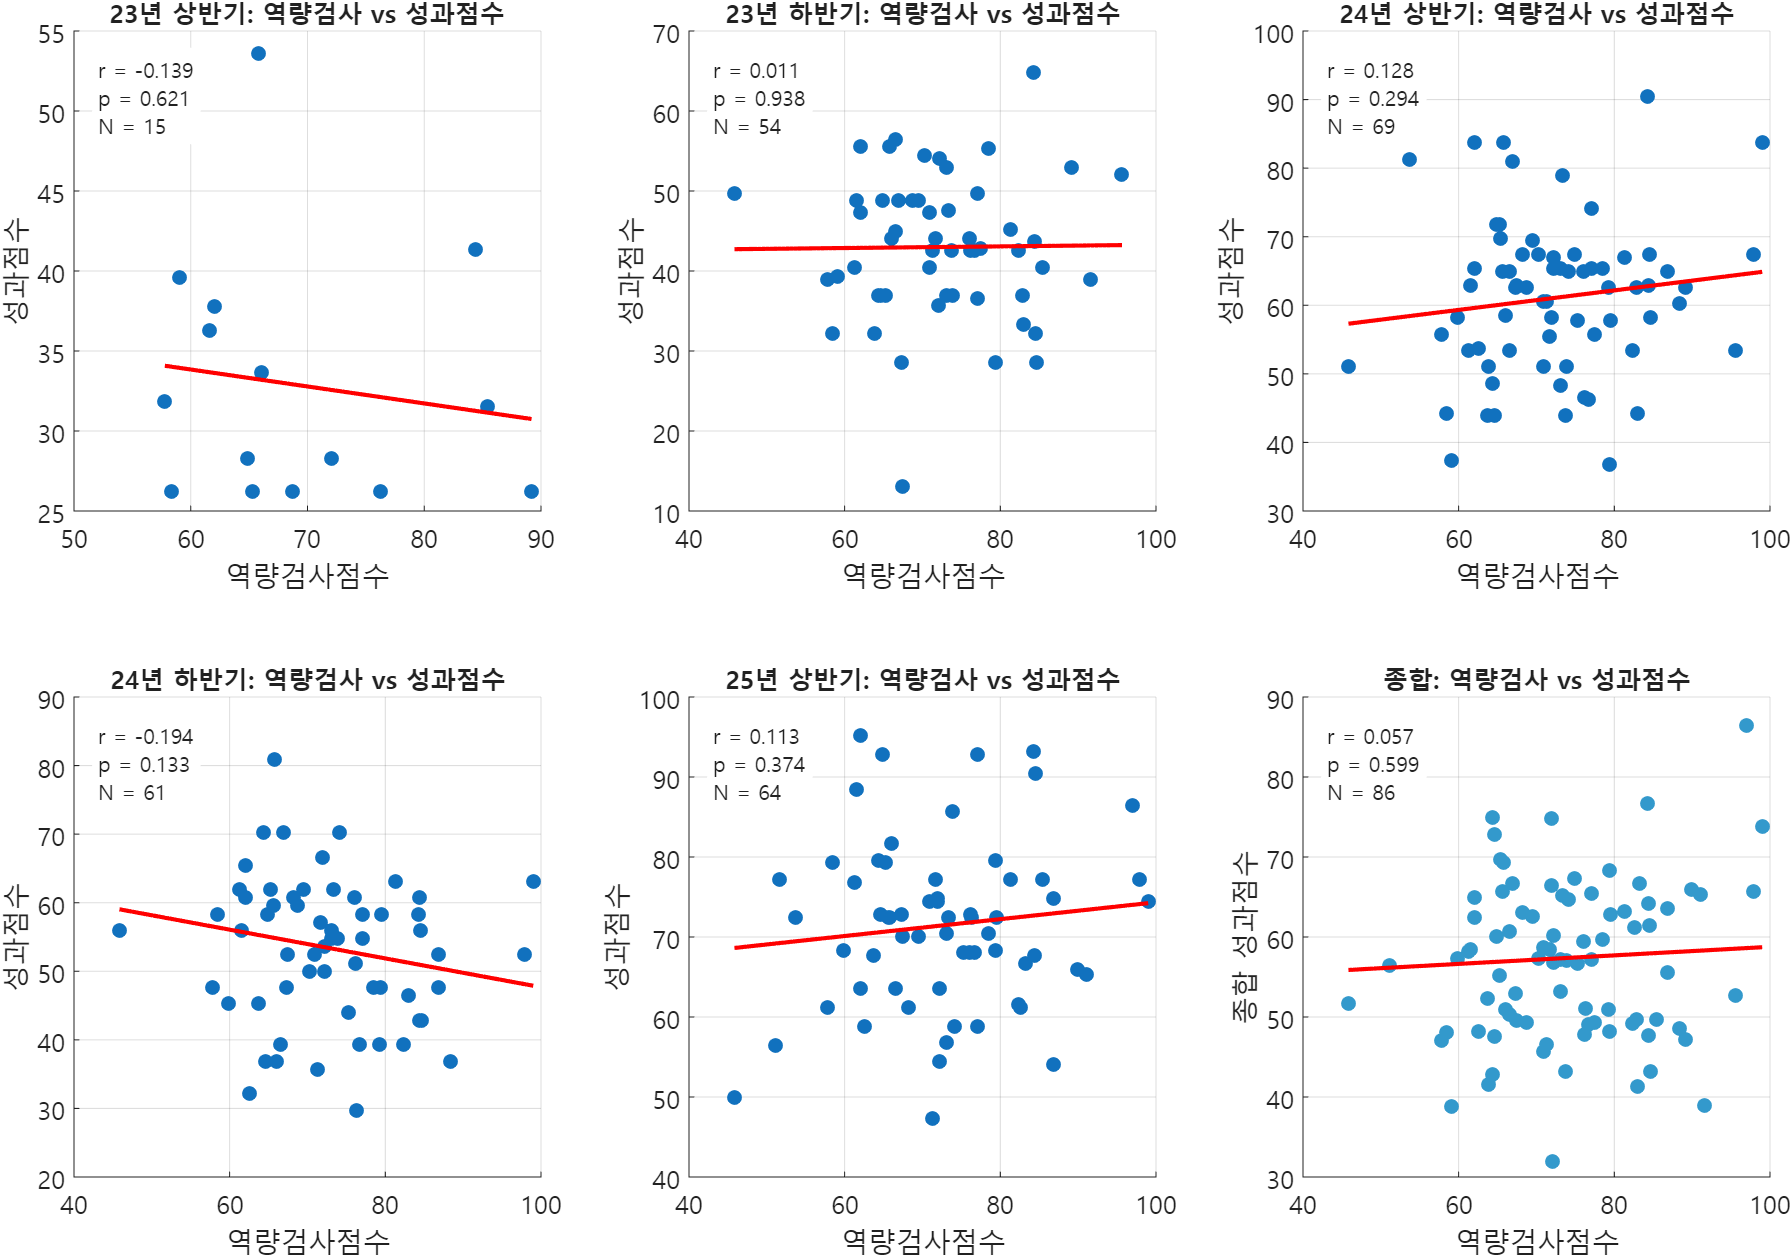 23년 상반기: 역량검사 vs 성과점수
r = -0.139
p = 0.621
N = 15
55
50
45
40
35
30
25
50
60
70
80
90
성과점수
역량검사점수
23년 하반기: 역량검사 vs 성과점수
r = 0.011
p = 0.938
N = 54
70
60
50
40
30
20
10
40
60
80
100
성과점수
역량검사점수
24년 상반기: 역량검사 vs 성과점수
r = 0.128
p = 0.294
N = 69
100
90
80
70
60
50
40
30
40
60
80
100
성과점수
역량검사점수
24년 하반기: 역량검사 vs 성과점수
r = -0.194
p = 0.133
N = 61
90
80
70
60
50
40
30
20
40
60
80
100
성과점수
역량검사점수
25년 상반기: 역량검사 vs 성과점수
r = 0.113
p = 0.374
N = 64
100
90
80
70
60
50
40
40
60
80
100
성과점수
역량검사점수
종합: 역량검사 vs 성과점수
r = 0.057
p = 0.599
N = 86
90
80
70
60
50
40
30
40
60
80
100
종합 성과점수
역량검사점수